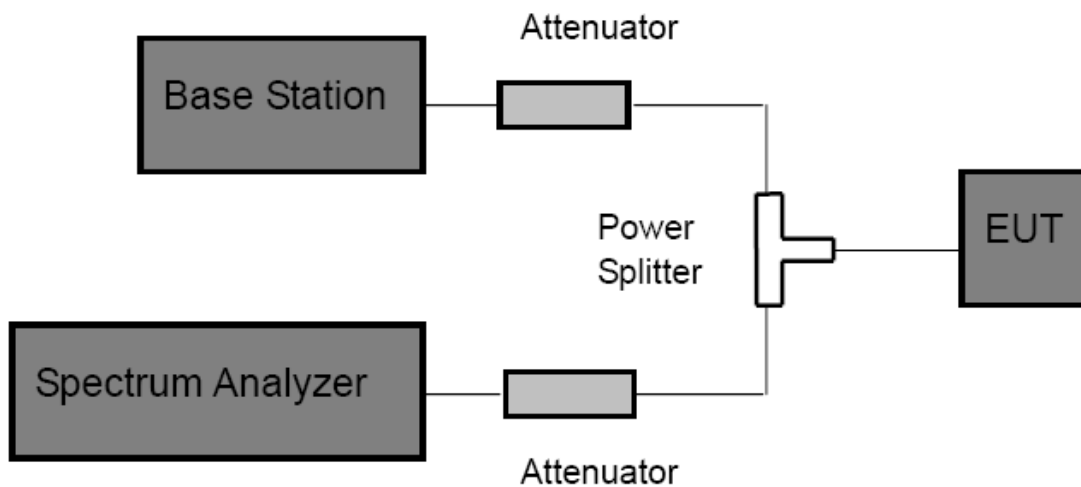 Attenuator
Base Station
Power
Splitter
EUT
Spectrum Analyzer
Attenuator